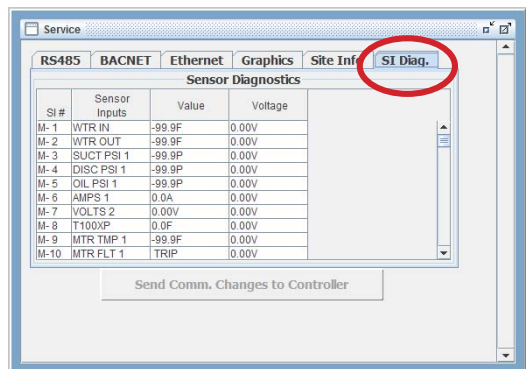 Service
RS485 BACNET Ethernet Graphics Site Info SI Diag.
Sensor Diagnostics
SI # Sensor Inputs Value Voltage
M- 1 WTR IN -99.9F 0.00V
M- 2 WTR OUT -99.9F 0.00V
M- 3 SUCT PSI 1 -99.9P 0.00V
M- 4 DISC PSI 1 -99.9P 0.00V
M- 5 OIL PSI 1 -99.9P 0.00V
M- 6 AMPS 1 0.0A 0.00V
M- 7 VOLTS 2 0.00V 0.00V
M- 8 T100XP 0.0F 0.00V
M- 9 MTR TMP 1 -99.9F 0.00V
M-10 MTR FLT 1 TRIP 0.00V
Send Comm. Changes to Controller